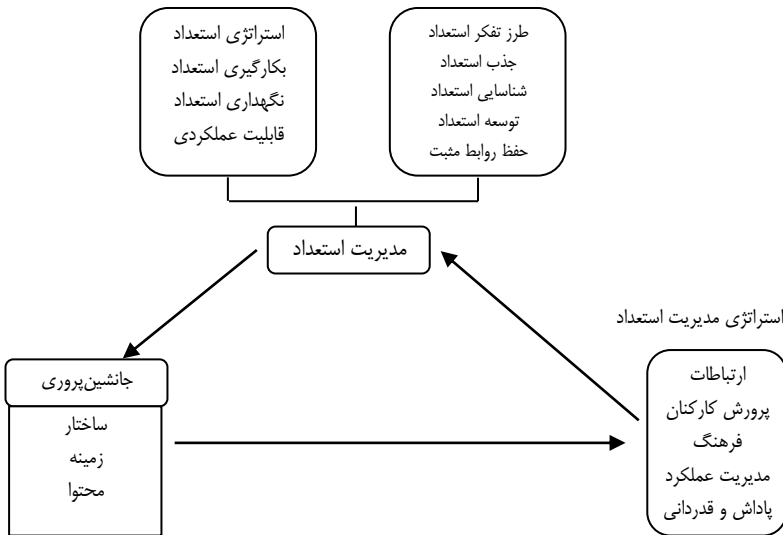 طرز تفکر استعداد
جذب استعداد
شناسایی استعداد
توسعه استعداد
حفظ روابط مثبت
استراتژی استعداد
بکارگیری استعداد
نگهداری استعداد
قابلیت عملکردی
مدیریت استعداد
استراتژی مدیریت استعداد
ارتباطات
پرورش کارکنان
فرهنگ
مدیریت عملکرد
پاداش و قدردانی
جانشین‌پروری
ساختار
زمینه
محتوا